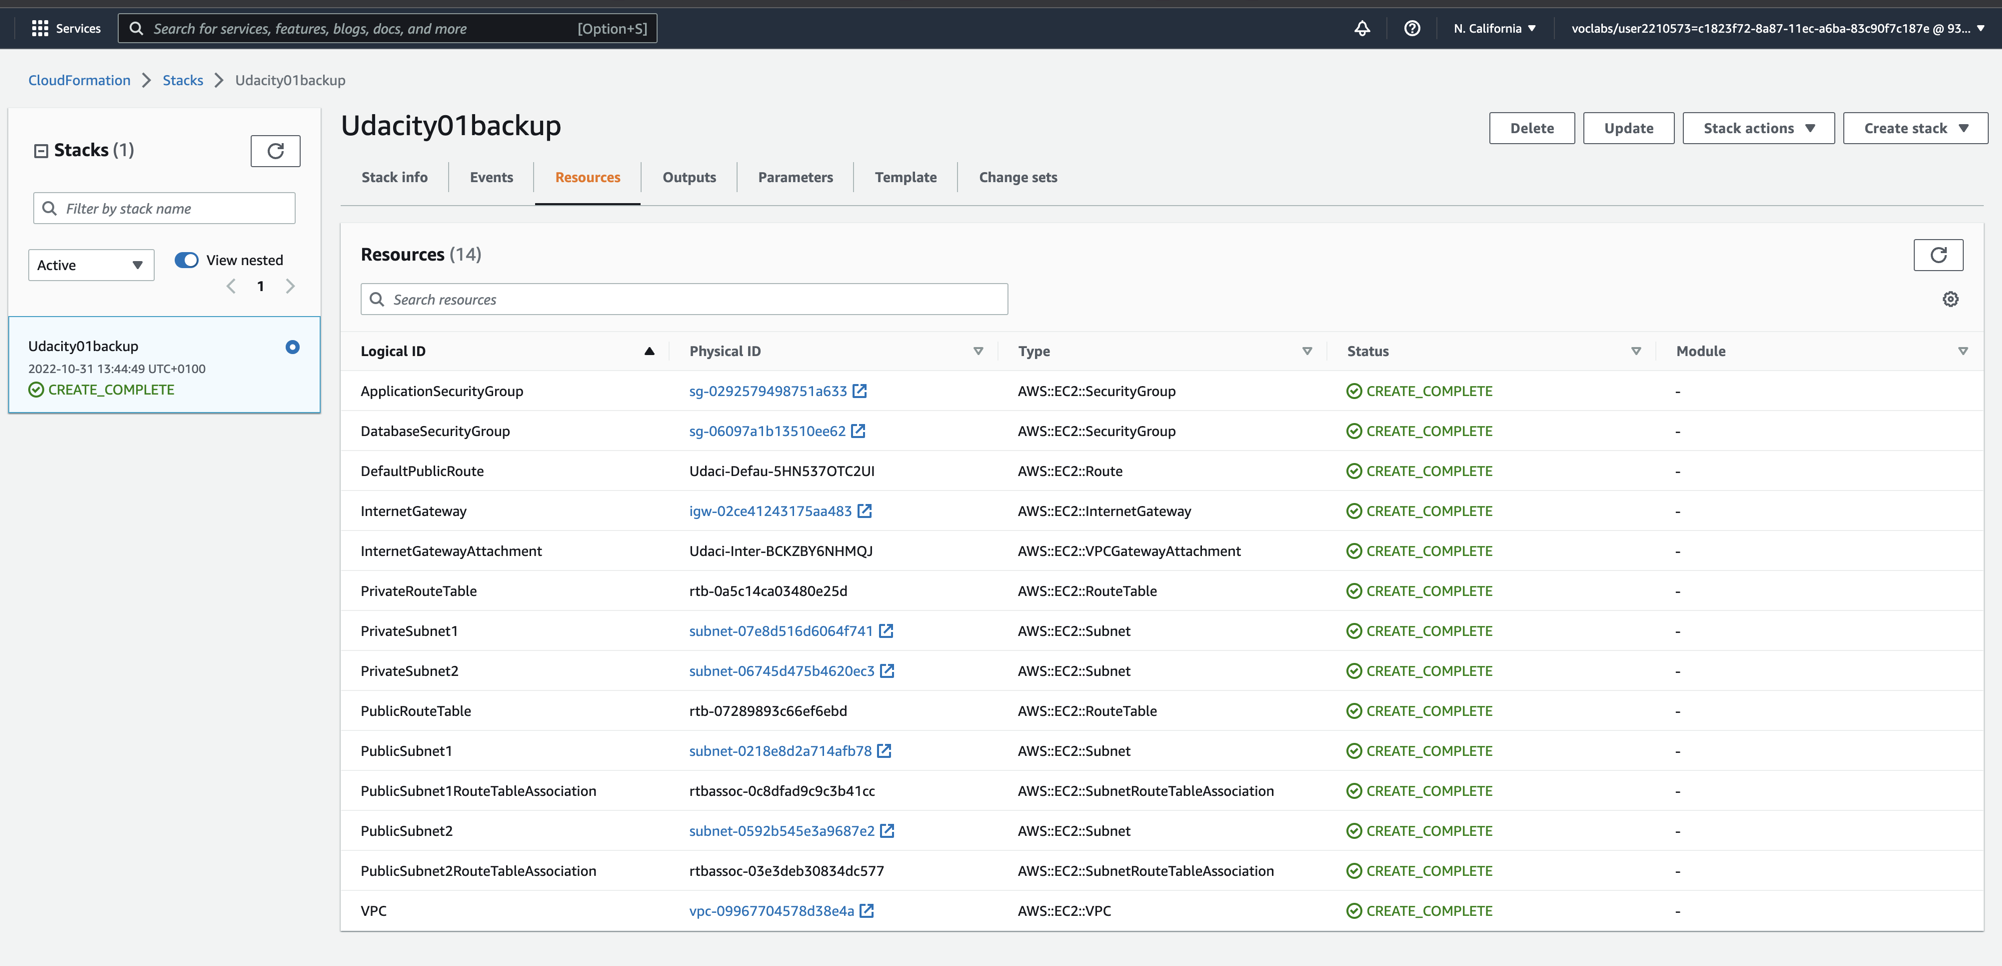 Services Search for services, features, blogs, docs, and more [Option+S] N. California voclabs/user2210573=c1823f72-8a87-11ec-a6ba-83c90f7c187e @ 93...
CloudFormation Stacks Udacity01backup
Stacks (1)
Filter by stack name
Active View nested
1
Udacity01backup
2022-10-31 13:44:49 UTC+0100
CREATE_COMPLETE
Udacity01backup
Delete Update Stack actions Create stack
Stack info Events Resources Outputs Parameters Template Change sets
Resources (14)
Search resources
Logical ID Physical ID Type Status Module
ApplicationSecurityGroup sg-0292579498751a633 AWS::EC2::SecurityGroup CREATE_COMPLETE -
DatabaseSecurityGroup sg-06097a1b13510ee62 AWS::EC2::SecurityGroup CREATE_COMPLETE -
DefaultPublicRoute Udaci-Defau-5HN537OTC2UI AWS::EC2::Route CREATE_COMPLETE -
InternetGateway igw-02ce41243175aa483 AWS::EC2::InternetGateway CREATE_COMPLETE -
InternetGatewayAttachment Udaci-Inter-BCKZBY6NHMQJ AWS::EC2::VPCGatewayAttachment CREATE_COMPLETE -
PrivateRouteTable rtb-0a5c14ca03480e25d AWS::EC2::RouteTable CREATE_COMPLETE -
PrivateSubnet1 subnet-07e8d516d6064f741 AWS::EC2::Subnet CREATE_COMPLETE -
PrivateSubnet2 subnet-06745d475b4620ec3 AWS::EC2::Subnet CREATE_COMPLETE -
PublicRouteTable rtb-07289893c66ef6ebd AWS::EC2::RouteTable CREATE_COMPLETE -
PublicSubnet1 subnet-0218e8d2a714afb78 AWS::EC2::Subnet CREATE_COMPLETE -
PublicSubnet1RouteTableAssociation rtbassoc-0c8dfad9c9c3b41cc AWS::EC2::SubnetRouteTableAssociation CREATE_COMPLETE -
PublicSubnet2 subnet-0592b545e3a9687e2 AWS::EC2::Subnet CREATE_COMPLETE -
PublicSubnet2RouteTableAssociation rtbassoc-03e3deb30834dc577 AWS::EC2::SubnetRouteTableAssociation CREATE_COMPLETE -
VPC vpc-09967704578d38e4a AWS::EC2::VPC CREATE_COMPLETE -